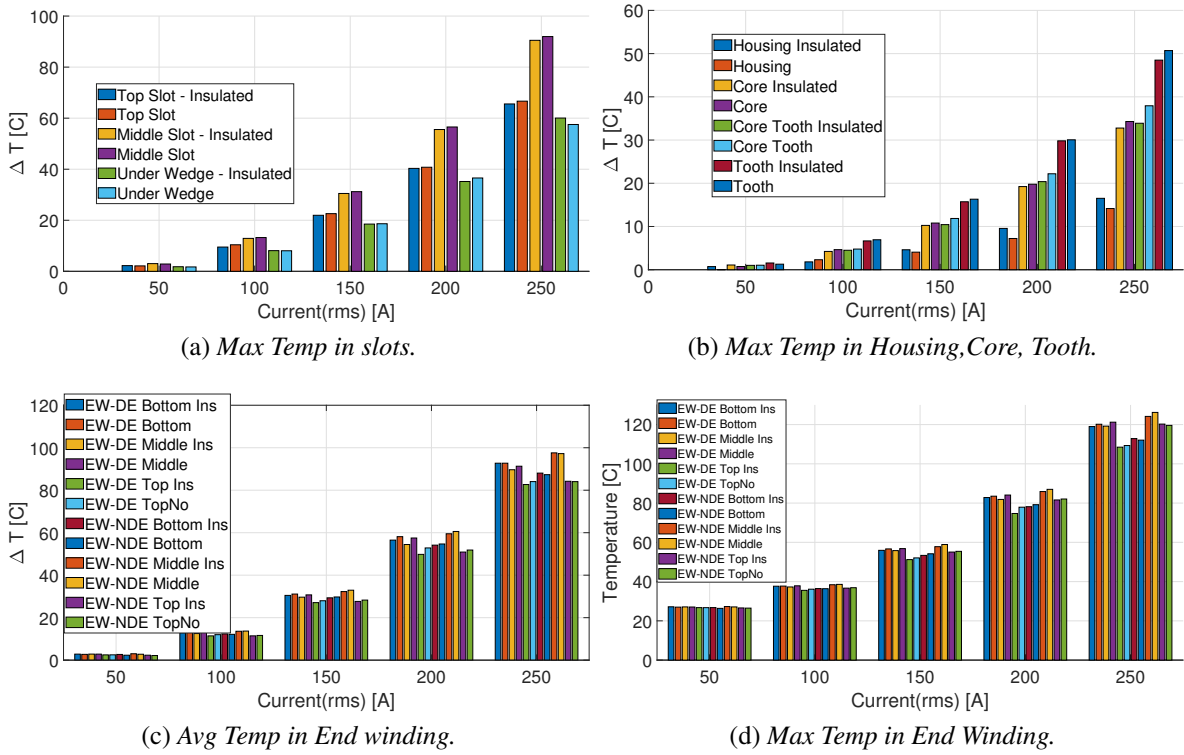 100
80
60
40
20
0
Δ T [C]
Top Slot - Insulated
Top Slot
Middle Slot - Insulated
Middle Slot
Under Wedge - Insulated
Under Wedge
0 50 100 150 200 250
Current(rms) [A]
(a) Max Temp in slots.
60
50
40
30
20
10
0
Δ T [C]
Housing Insulated
Housing
Core Insulated
Core
Core Tooth Insulated
Core Tooth
Tooth Insulated
Tooth
0 50 100 150 200 250
Current(rms) [A]
(b) Max Temp in Housing,Core, Tooth.
120
100
80
60
40
20
0
Δ T [C]
EW-DE Bottom Ins
EW-DE Bottom
EW-DE Middle Ins
EW-DE Middle
EW-DE Top Ins
EW-DE TopNo
EW-NDE Bottom Ins
EW-NDE Bottom
EW-NDE Middle Ins
EW-NDE Middle
EW-NDE Top Ins
EW-NDE TopNo
50 100 150 200 250
Current(rms) [A]
(c) Avg Temp in End winding.
120
100
80
60
40
20
0
Temperature [C]
EW-DE Bottom Ins
EW-DE Bottom
EW-DE Middle Ins
EW-DE Middle
EW-DE Top Ins
EW-DE TopNo
EW-NDE Bottom Ins
EW-NDE Bottom
EW-NDE Middle Ins
EW-NDE Middle
EW-NDE Top Ins
EW-NDE TopNo
50 100 150 200 250
Current(rms) [A]
(d) Max Temp in End Winding.